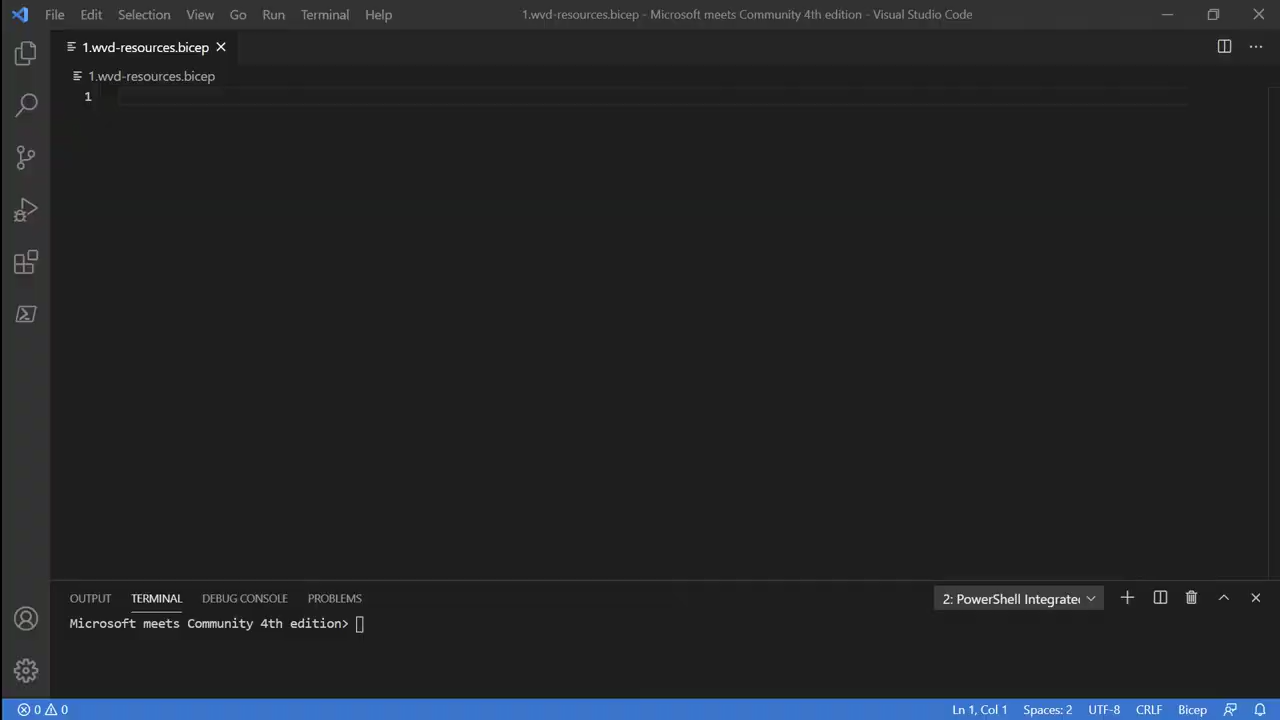 File Edit Selection View Go Run Terminal Help 1.wvd-resources.bicep - Microsoft meets Community 4th edition - Visual Studio Code
1.wvd-resources.bicep
1.wvd-resources.bicep
1
OUTPUT TERMINAL DEBUG CONSOLE PROBLEMS 2: PowerShell Integrated
Microsoft meets Community 4th edition>
0 0 Ln 1, Col 1 Spaces: 2 UTF-8 CRLF Bicep